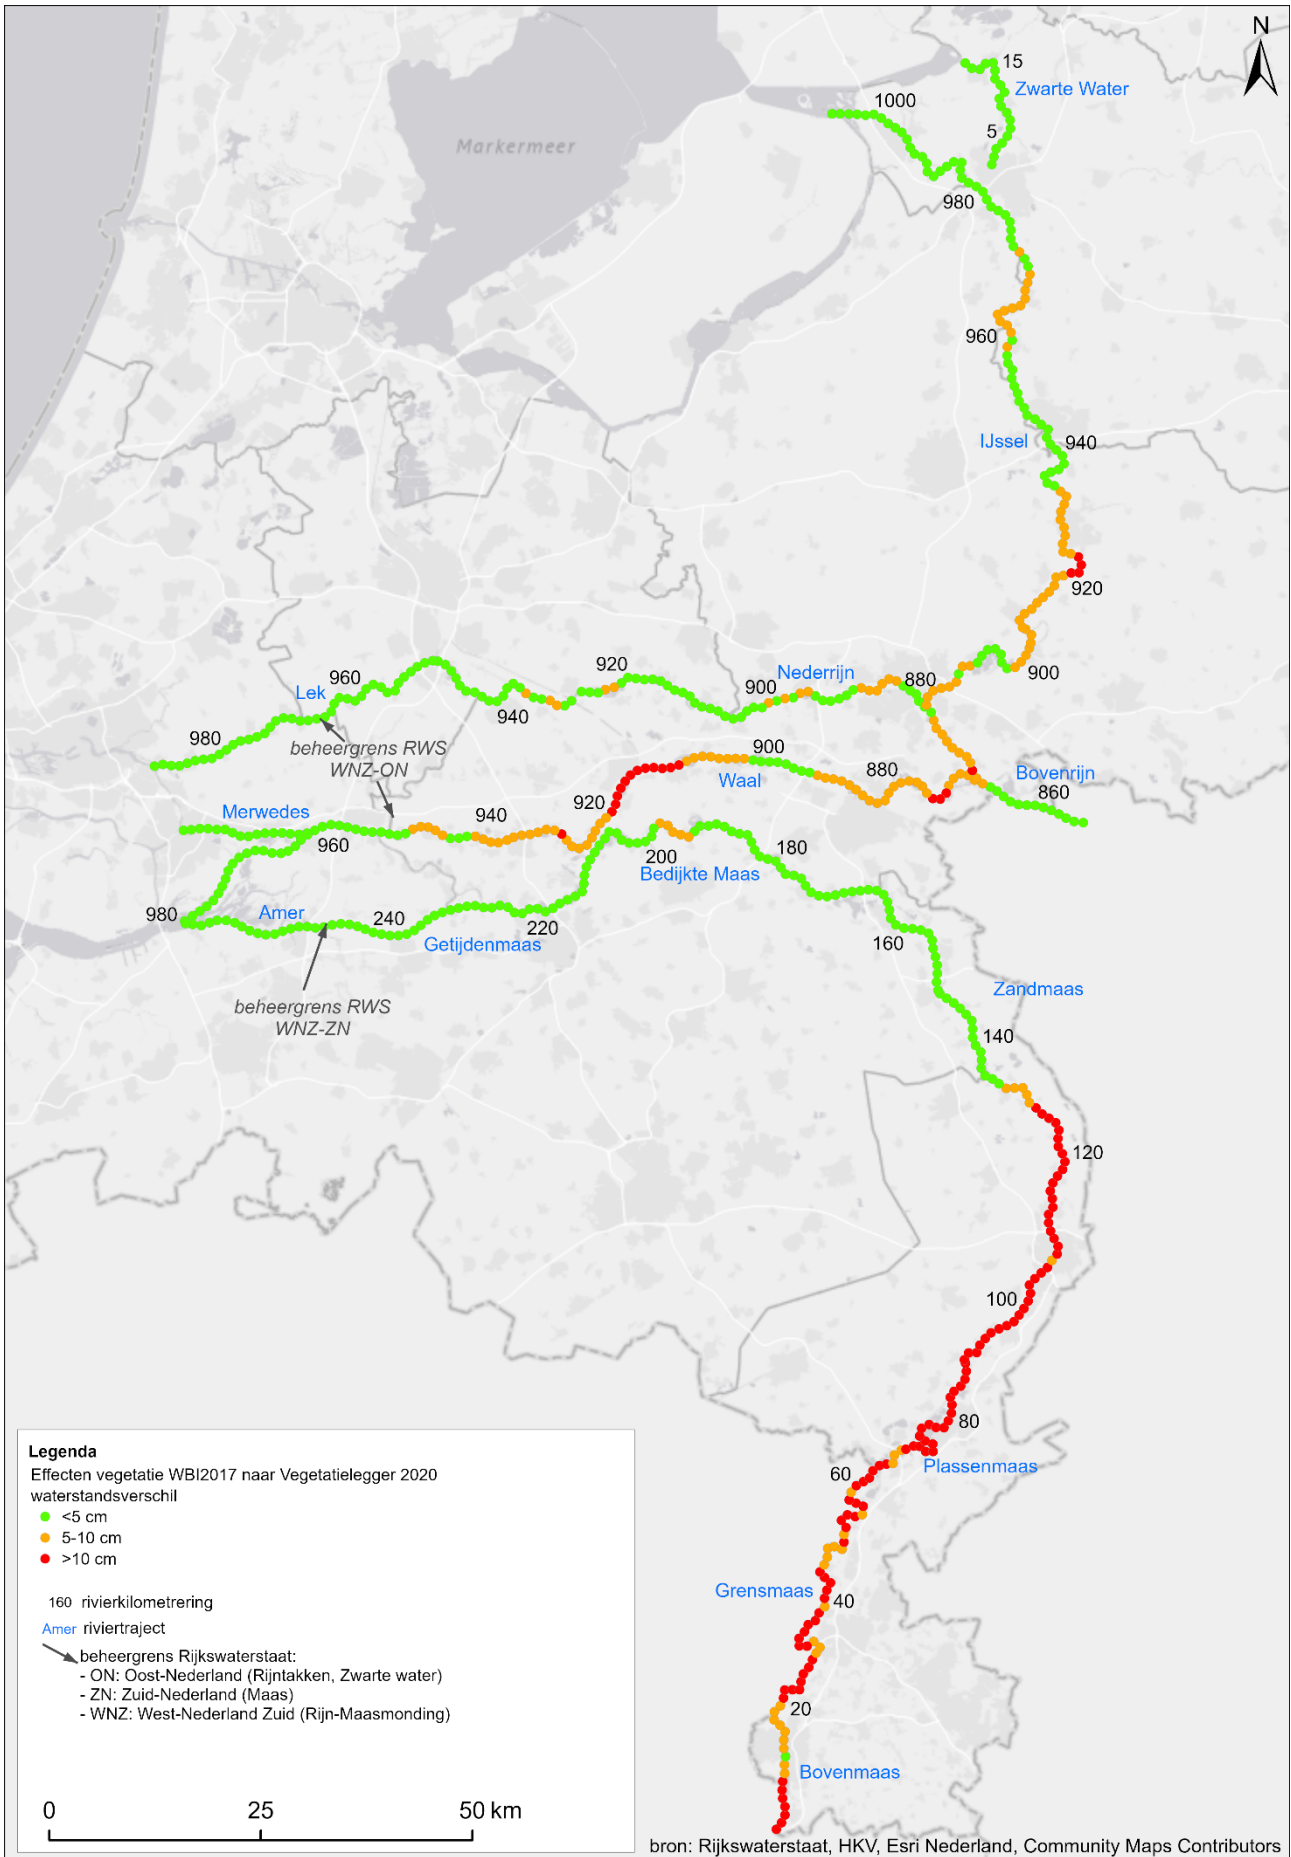 N
15
Zwarte Water
1000
5
Markermeer
980
960
IJssel
940
920
920
Nederrijn
960
880
900
900
Lek
940
980
beheergrens RWS
WNZ-ON
900
Bovenrijn
Waal
880
860
Merwedes
940
920
960
180
200
Bedijkte Maas
980
Amer
240
220
160
Getijdenmaas
Zandmaas
beheergrens RWS
WNZ-ZN
140
120
100
80
Plassenmaas
60
Grensmaas
40
20
Bovenmaas
Legenda
Effecten vegetatie WBI2017 naar Vegetatielegger 2020
waterstandsverschil
<5 cm
5-10 cm
>10 cm
160 rivierkilometrering
Amer riviertraject
beheergrens Rijkswaterstaat:
- ON: Oost-Nederland (Rijntakken, Zwarte water)
- ZN: Zuid-Nederland (Maas)
- WNZ: West-Nederland Zuid (Rijn-Maasmonding)
0 25 50 km
bron: Rijkswaterstaat, HKV, Esri Nederland, Community Maps Contributors